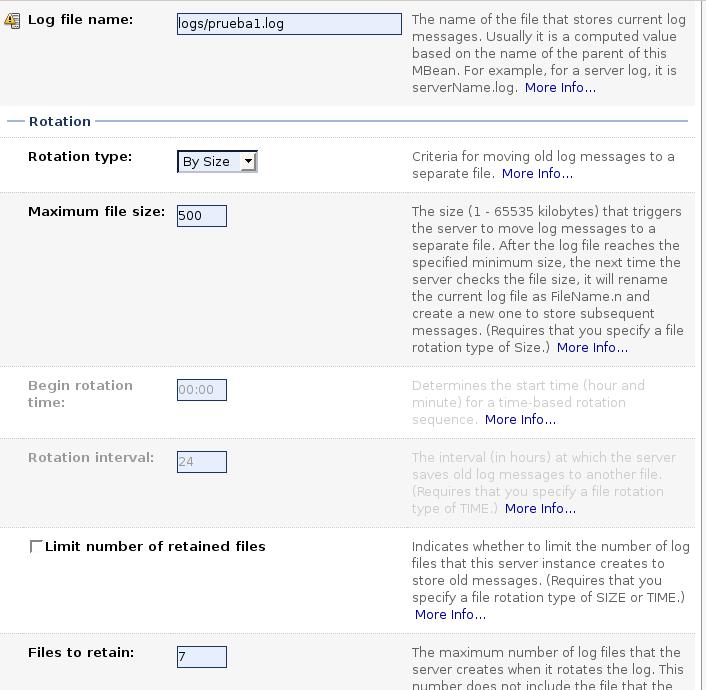 Log file name:
logs/prueba1.log
The name of the file that stores current log
messages. Usually it is a computed value
based on the name of the parent of this
MBean. For example, for a server log, it is
serverName.log. More Info...
Rotation
Rotation type:
By Size
Criteria for moving old log messages to a
separate file. More Info...
Maximum file size:
500
The size (1 - 65535 kilobytes) that triggers
the server to move log messages to a
separate file. After the log file reaches the
specified minimum size, the next time the
server checks the file size, it will rename
the current log file as FileName.n and
create a new one to store subsequent
messages. (Requires that you specify a file
rotation type of Size.) More Info...
Begin rotation
time:
00:00
Determines the start time (hour and
minute) for a time-based rotation
sequence. More Info...
Rotation interval:
24
The interval (in hours) at which the server
saves old log messages to another file.
(Requires that you specify a file rotation
type of TIME.) More Info...
Limit number of retained files
Indicates whether to limit the number of log
files that this server instance creates to
store old messages. (Requires that you
specify a file rotation type of SIZE or TIME.)
More Info...
Files to retain:
7
The maximum number of log files that the
server creates when it rotates the log. This
number does not include the file that the